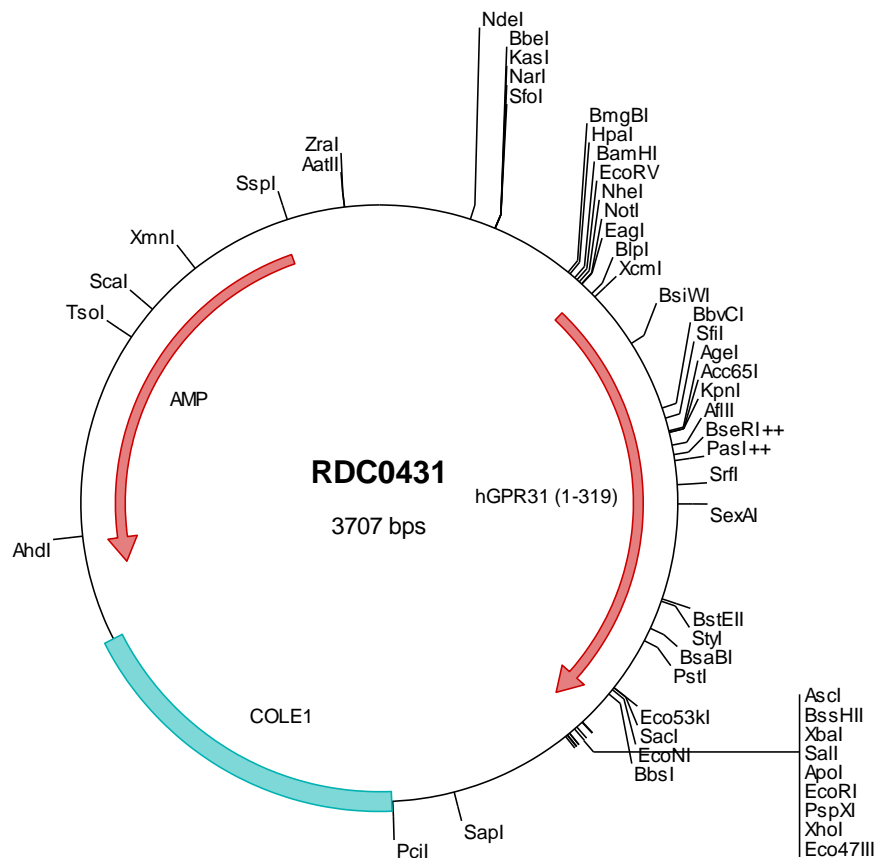 NdeI
BbeI
KasI
NarI
SfoI
BmgBI
HpaI
BamHI
EcoRV
NheI
NotI
EagI
BlpI
XcmI
BsiWI
BbvCI
SfiI
AgeI
Acc65I
KpnI
AflII
BseRI++
PasI++
SrfI
SexAI
BstEII
StyI
BsaBI
PstI
Eco53kI
SacI
EcoNI
BbsI
AscI
BssHII
XbaI
SalI
ApoI
EcoRI
PspXI
XhoI
Eco47III
SapI
PciI
AhdI
TsoI
ScaI
XmnI
SspI
AatII
ZraI
AMP
COLE1
hGPR31 (1-319)
RDC0431
3707 bps